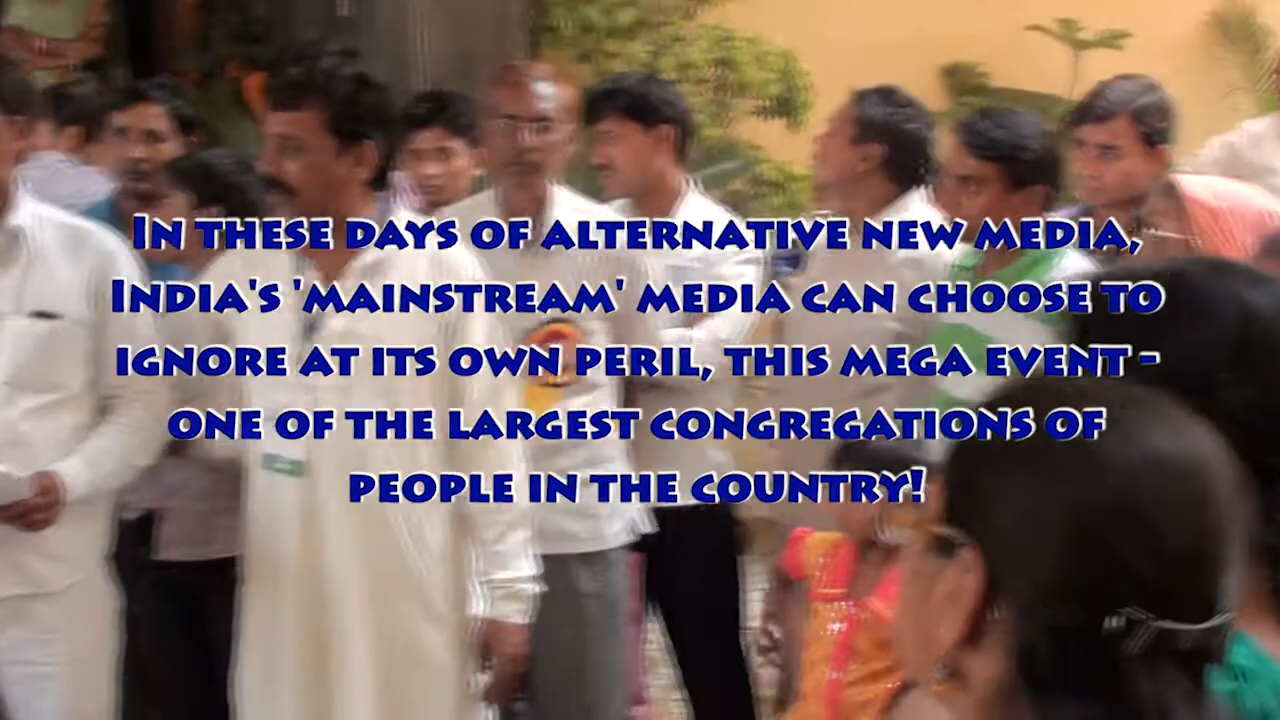 In these days of alternative new media,
India's 'mainstream' media can choose to
ignore at its own peril, this mega event -
one of the largest congregations of
people in the country!